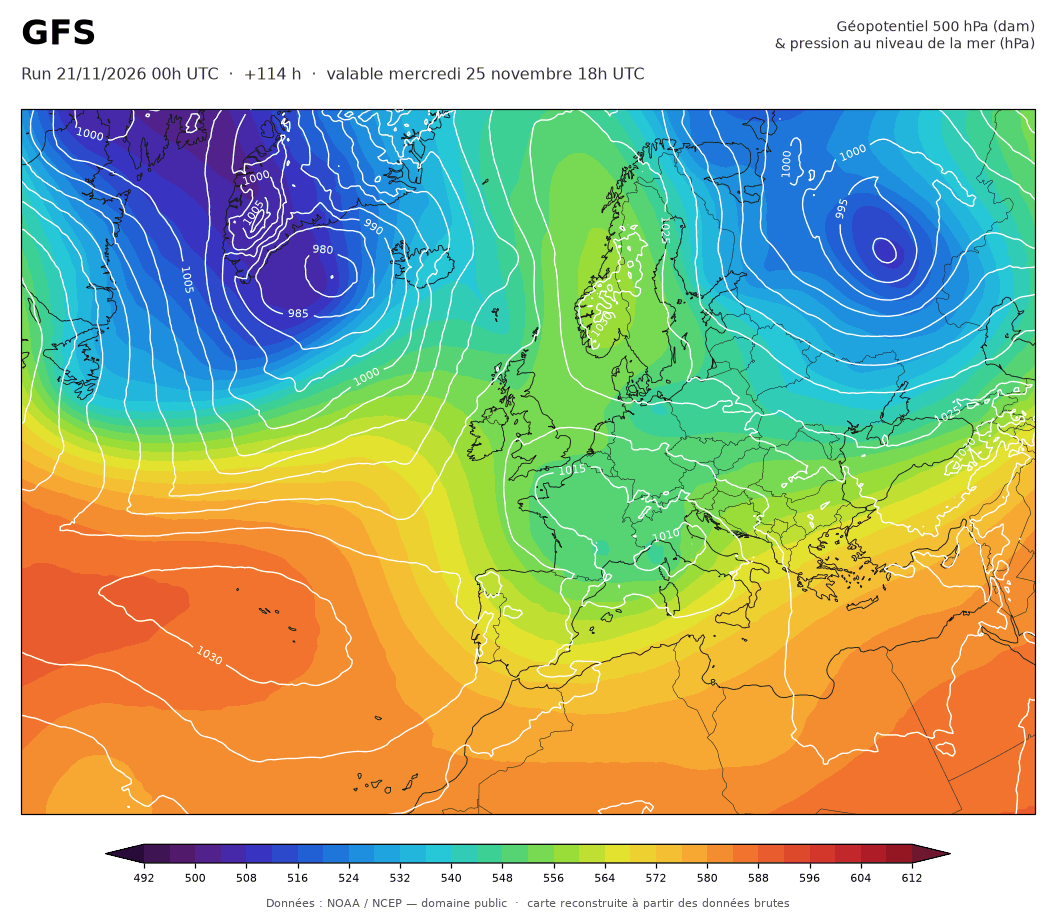 GFS
Géopotentiel 500 hPa (dam)
& pression au niveau de la mer (hPa)
Run 21/11/2026 00h UTC · +114 h · valable mercredi 25 novembre 18h UTC
1000
1000
1000
1000
1005
995
1025
990
980
1005
985
1030
1000
1025
1015
1010
1030
492 500 508 516 524 532 540 548 556 564 572 580 588 596 604 612
Données : NOAA / NCEP — domaine public · carte reconstruite à partir des données brutes